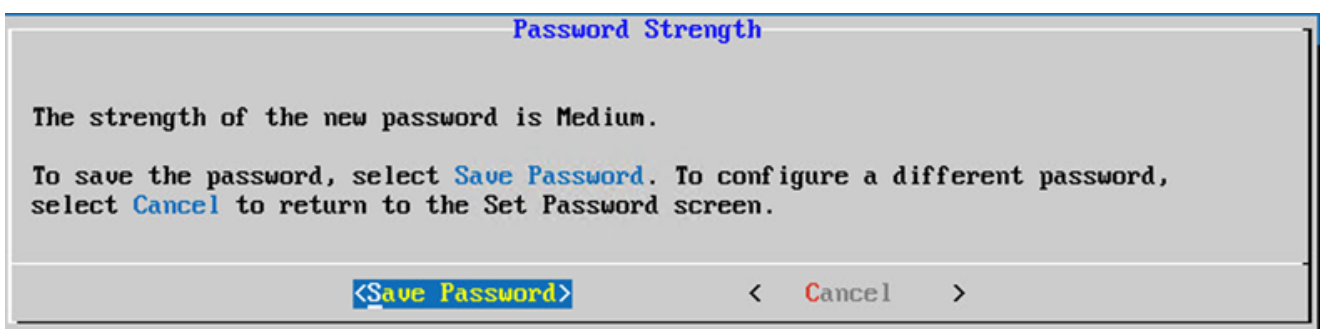 Password Strength
The strength of the new password is Medium.
To save the password, select Save Password. To configure a different password,
select Cancel to return to the Set Password screen.
<Save Password> < Cancel >